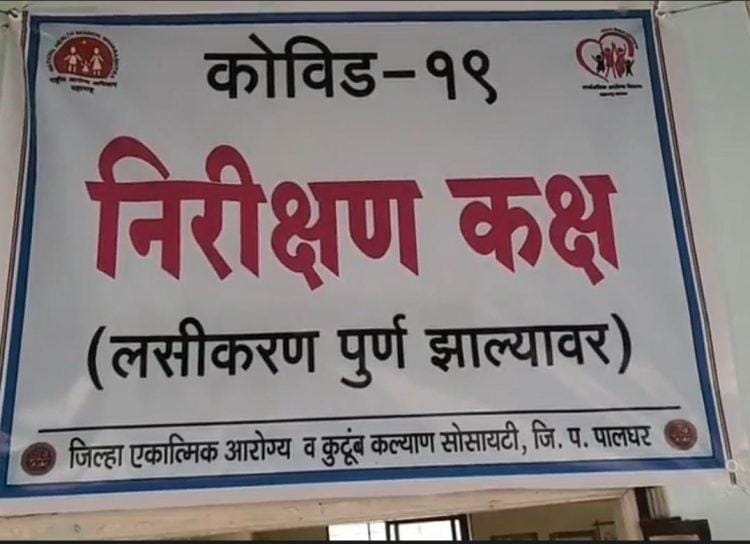 कोविड-१९
निरीक्षण कक्ष
(लसीकरण पुर्ण झाल्यावर)
जिल्हा एकात्मिक आरोग्य व कुटूंब कल्याण सोसायटी, जि. प. पालघर